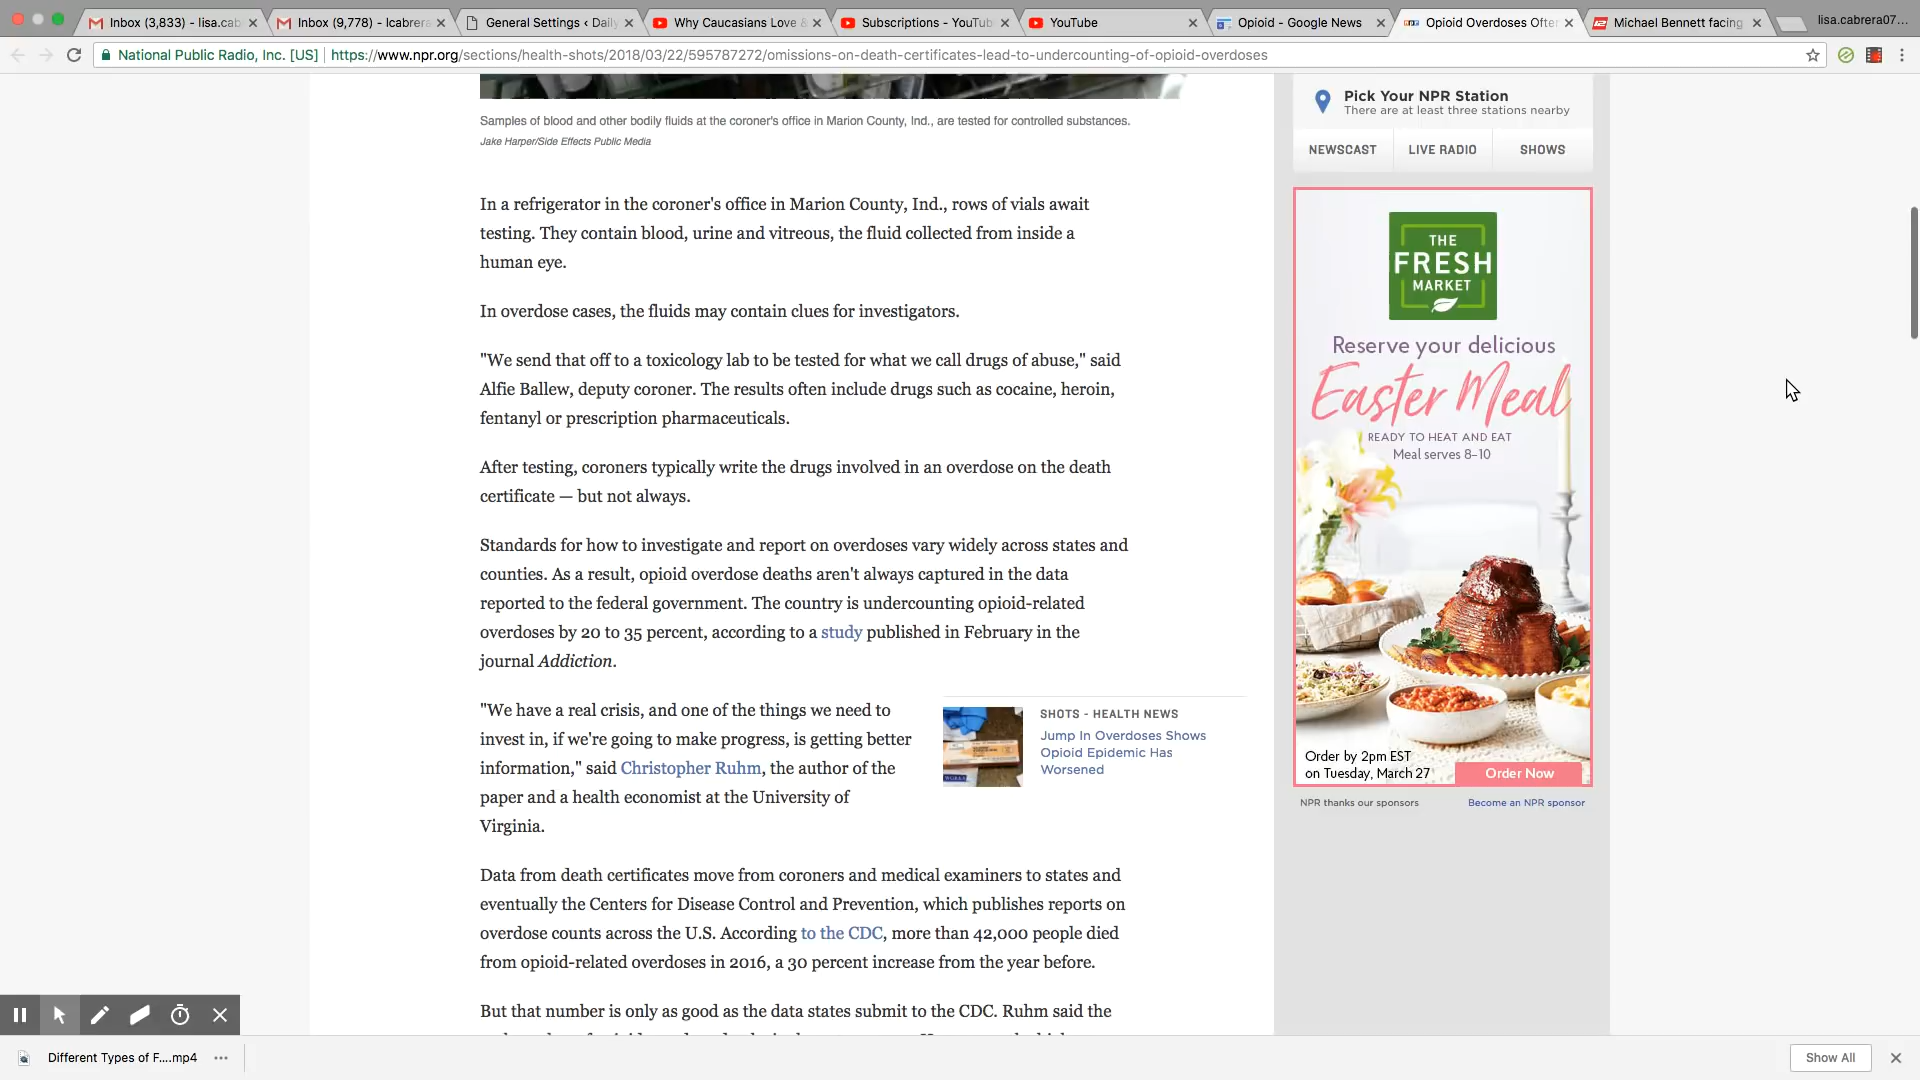 Inbox (3,833) - lisa.cab
Inbox (9,778) - lcabrera
General Settings ‹ Daily
Why Caucasians Love &
Subscriptions - YouTub
YouTube
Opioid - Google News
Opioid Overdoses Ofte
Michael Bennett facing
lisa.cabrera07...
National Public Radio, Inc. [US]
https://www.npr.org/sections/health-shots/2018/03/22/595787272/omissions-on-death-certificates-lead-to-undercounting-of-opioid-overdoses
Samples of blood and other bodily fluids at the coroner's office in Marion County, Ind., are tested for controlled substances.
Jake Harper/Side Effects Public Media
In a refrigerator in the coroner's office in Marion County, Ind., rows of vials await
testing. They contain blood, urine and vitreous, the fluid collected from inside a
human eye.
In overdose cases, the fluids may contain clues for investigators.
"We send that off to a toxicology lab to be tested for what we call drugs of abuse," said
Alfie Ballew, deputy coroner. The results often include drugs such as cocaine, heroin,
fentanyl or prescription pharmaceuticals.
After testing, coroners typically write the drugs involved in an overdose on the death
certificate — but not always.
Standards for how to investigate and report on overdoses vary widely across states and
counties. As a result, opioid overdose deaths aren't always captured in the data
reported to the federal government. The country is undercounting opioid-related
overdoses by 20 to 35 percent, according to a study published in February in the
journal Addiction.
"We have a real crisis, and one of the things we need to
invest in, if we're going to make progress, is getting better
information," said Christopher Ruhm, the author of the
paper and a health economist at the University of
Virginia.
SHOTS - HEALTH NEWS
Jump In Overdoses Shows
Opioid Epidemic Has
Worsened
Data from death certificates move from coroners and medical examiners to states and
eventually the Centers for Disease Control and Prevention, which publishes reports on
overdose counts across the U.S. According to the CDC, more than 42,000 people died
from opioid-related overdoses in 2016, a 30 percent increase from the year before.
But that number is only as good as the data states submit to the CDC. Ruhm said the
Pick Your NPR Station
There are at least three stations nearby
NEWSCAST
LIVE RADIO
SHOWS
THE
FRESH
MARKET
Reserve your delicious
Easter Meal
READY TO HEAT AND EAT
Meal serves 8–10
Order by 2pm EST
on Tuesday, March 27
Order Now
NPR thanks our sponsors
Become an NPR sponsor
Different Types of F....mp4
Show All